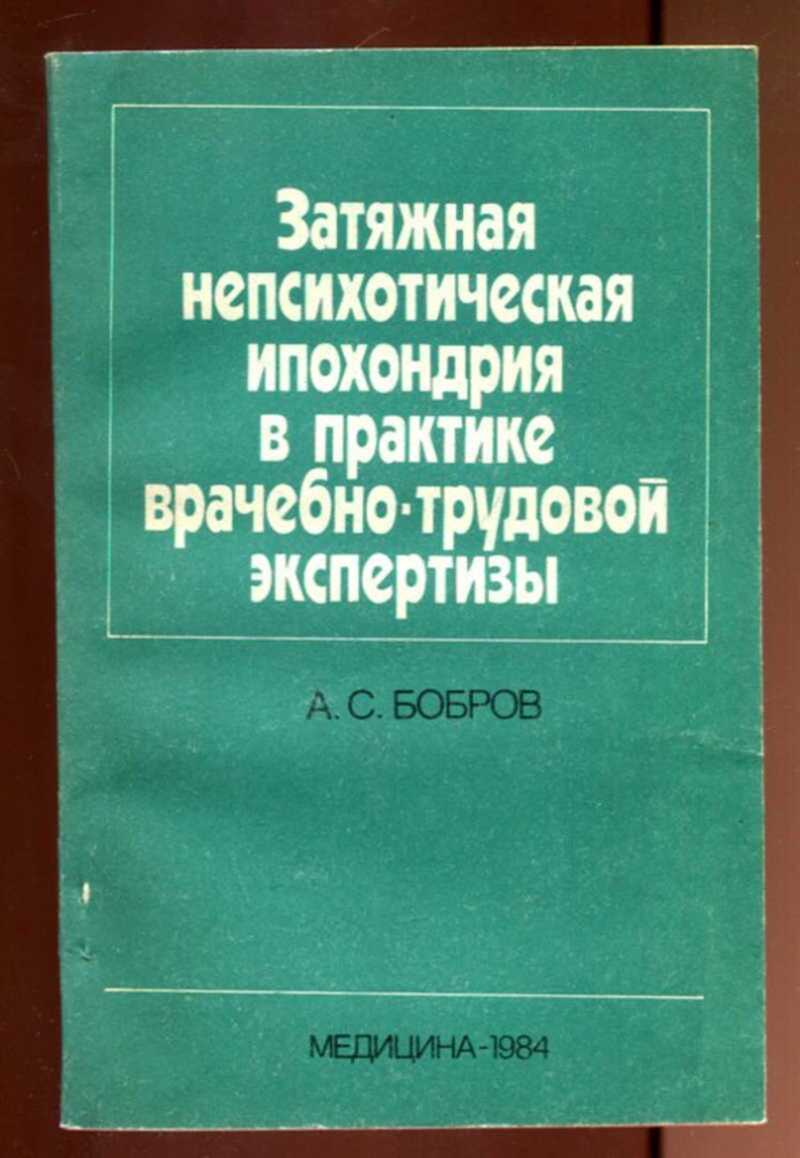 Затяжная
непсихотическая
ипохондрия
в практике
врачебно-трудовой
экспертизы
А. С. БОБРОВ
МЕДИЦИНА-1984